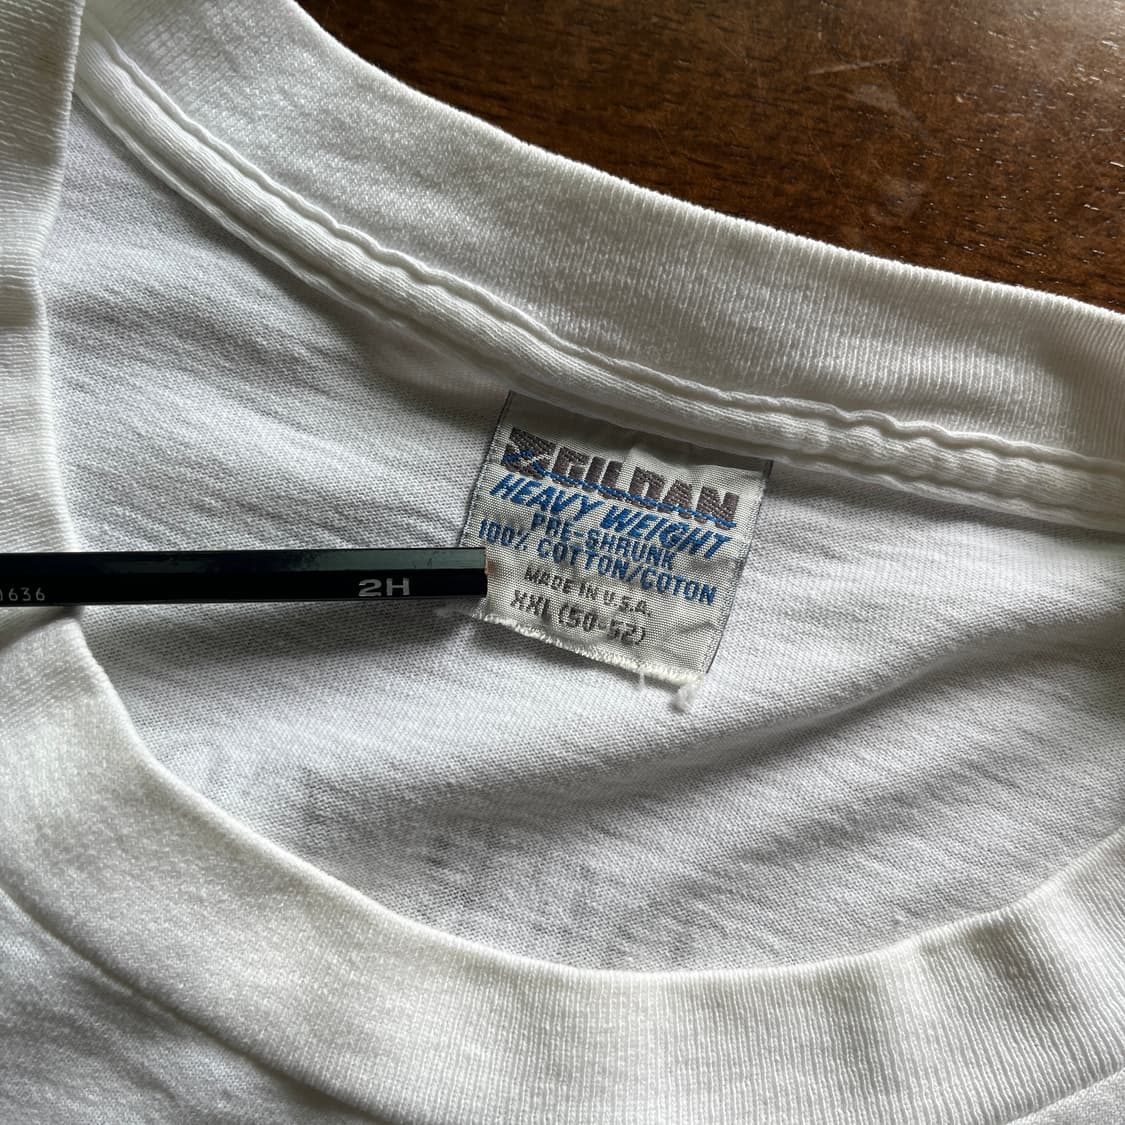 GILDAN
HEAVY WEIGHT
PRE-SHRUNK
100% COTTON/COTON
MADE IN U.S.A.
XXL (50-52)
2H